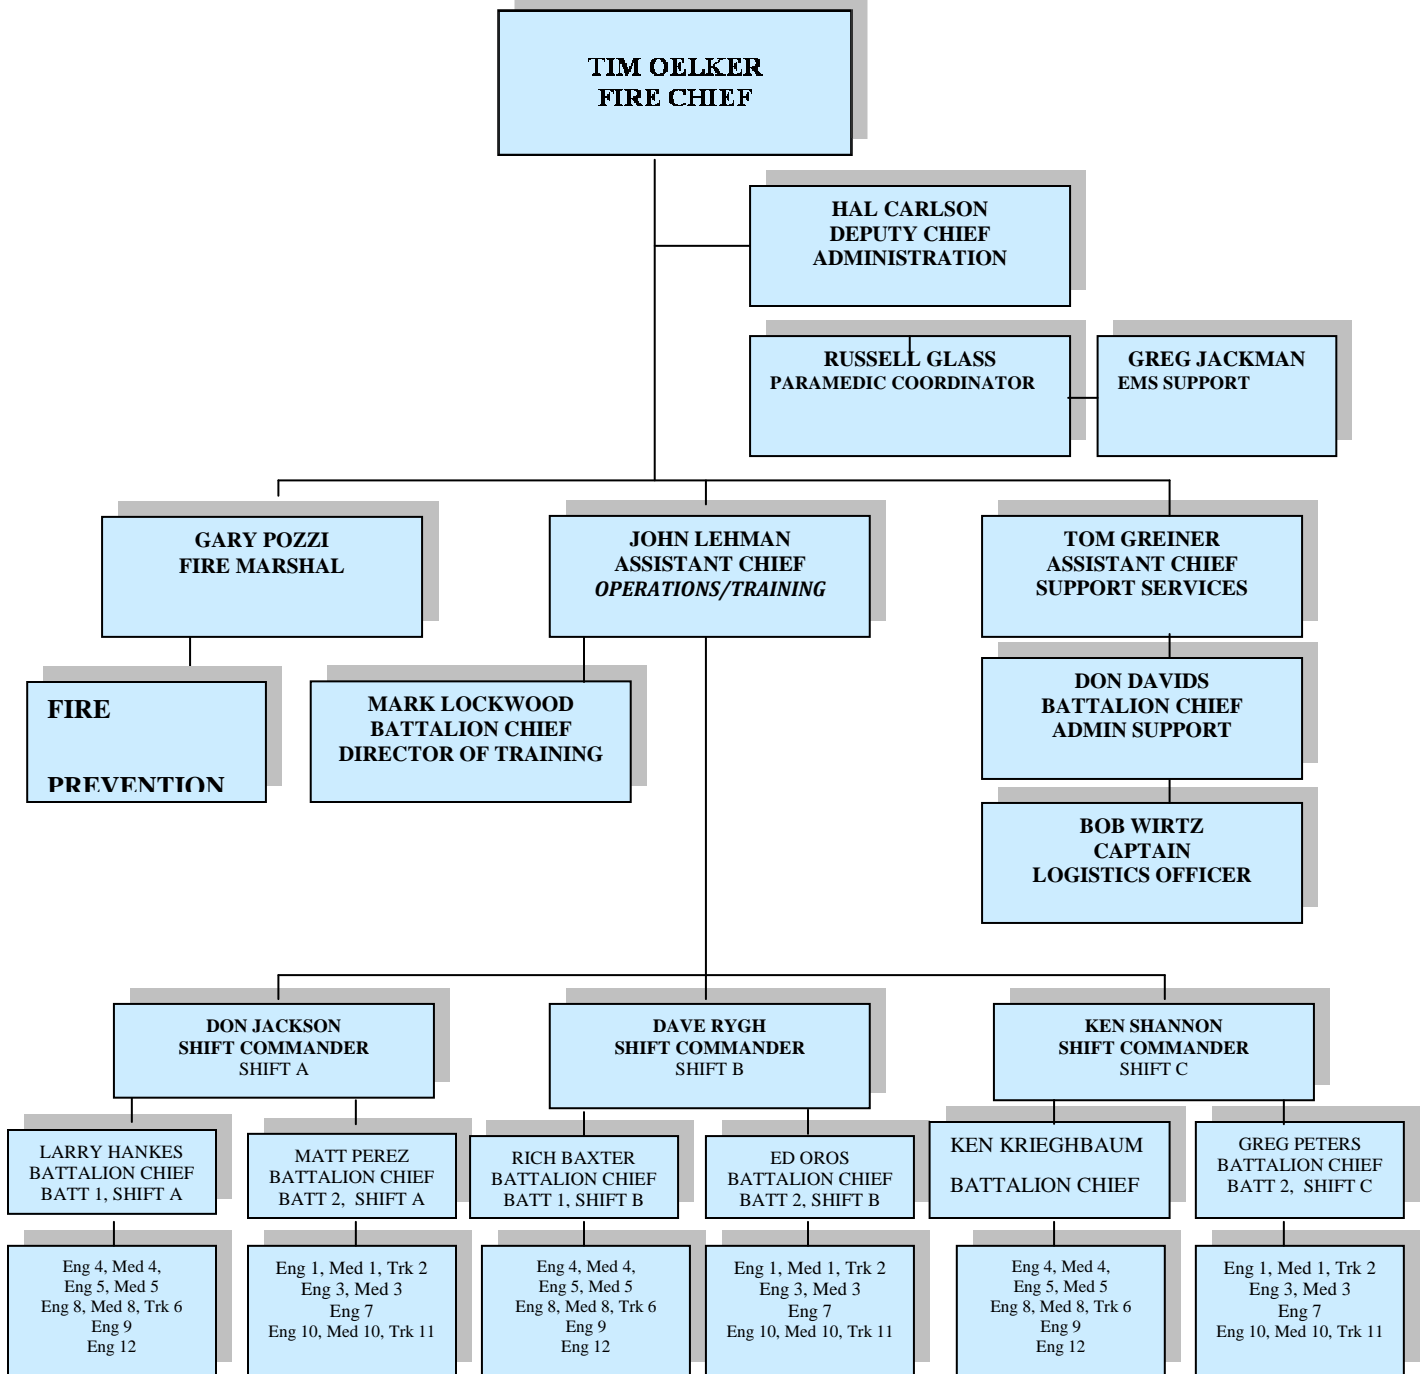 TIM OELKER
FIRE CHIEF
HAL CARLSON
DEPUTY CHIEF
ADMINISTRATION
RUSSELL GLASS
PARAMEDIC COORDINATOR
GREG JACKMAN
EMS SUPPORT
GARY POZZI
FIRE MARSHAL
JOHN LEHMAN
ASSISTANT CHIEF
OPERATIONS/TRAINING
TOM GREINER
ASSISTANT CHIEF
SUPPORT SERVICES
FIRE
PREVENTION
MARK LOCKWOOD
BATTALION CHIEF
DIRECTOR OF TRAINING
DON DAVIDS
BATTALION CHIEF
ADMIN SUPPORT
BOB WIRTZ
CAPTAIN
LOGISTICS OFFICER
DON JACKSON
SHIFT COMMANDER
SHIFT A
DAVE RYGH
SHIFT COMMANDER
SHIFT B
KEN SHANNON
SHIFT COMMANDER
SHIFT C
LARRY HANKES
BATTALION CHIEF
BATT 1, SHIFT A
MATT PEREZ
BATTALION CHIEF
BATT 2, SHIFT A
RICH BAXTER
BATTALION CHIEF
BATT 1, SHIFT B
ED OROS
BATTALION CHIEF
BATT 2, SHIFT B
KEN KRIEGHBAUM
BATTALION CHIEF
GREG PETERS
BATTALION CHIEF
BATT 2, SHIFT C
Eng 4, Med 4,
Eng 5, Med 5
Eng 8, Med 8, Trk 6
Eng 9
Eng 12
Eng 1, Med 1, Trk 2
Eng 3, Med 3
Eng 7
Eng 10, Med 10, Trk 11
Eng 4, Med 4,
Eng 5, Med 5
Eng 8, Med 8, Trk 6
Eng 9
Eng 12
Eng 1, Med 1, Trk 2
Eng 3, Med 3
Eng 7
Eng 10, Med 10, Trk 11
Eng 4, Med 4,
Eng 5, Med 5
Eng 8, Med 8, Trk 6
Eng 9
Eng 12
Eng 1, Med 1, Trk 2
Eng 3, Med 3
Eng 7
Eng 10, Med 10, Trk 11